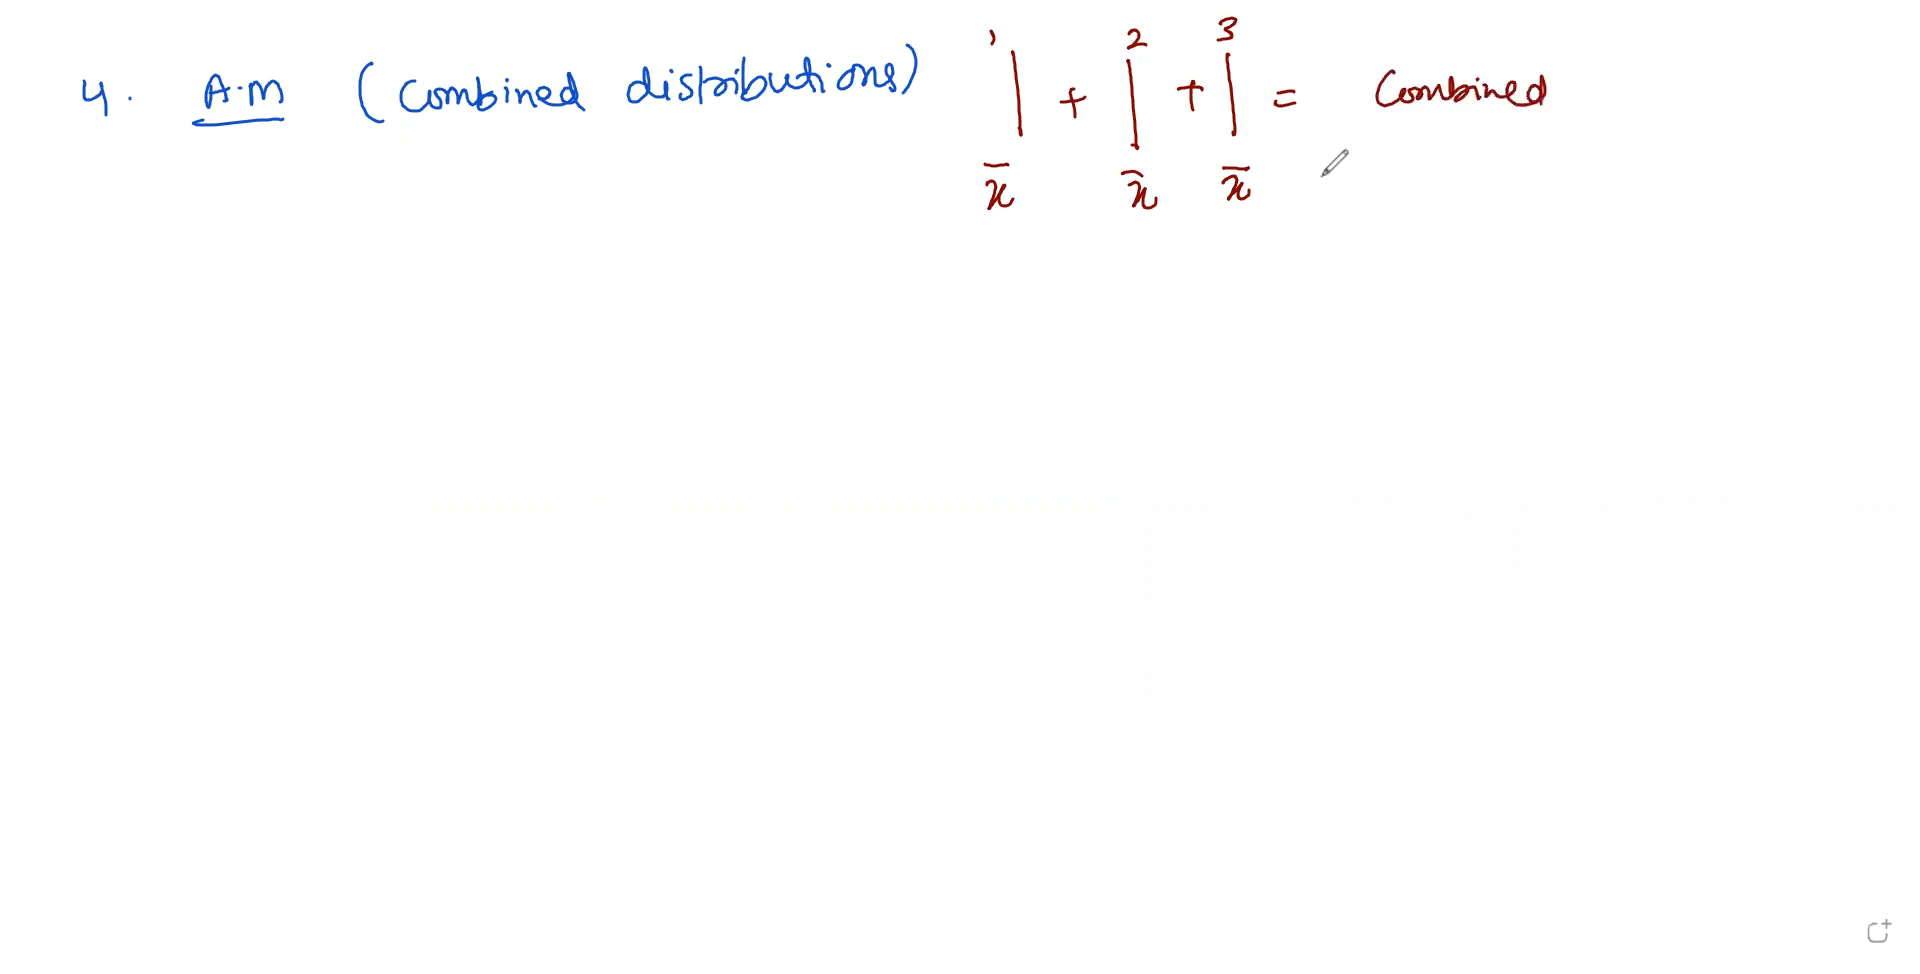 1 2 3
4. A.M (Combined distributions) | + | + | = Combined
x̄ x̄ x̄